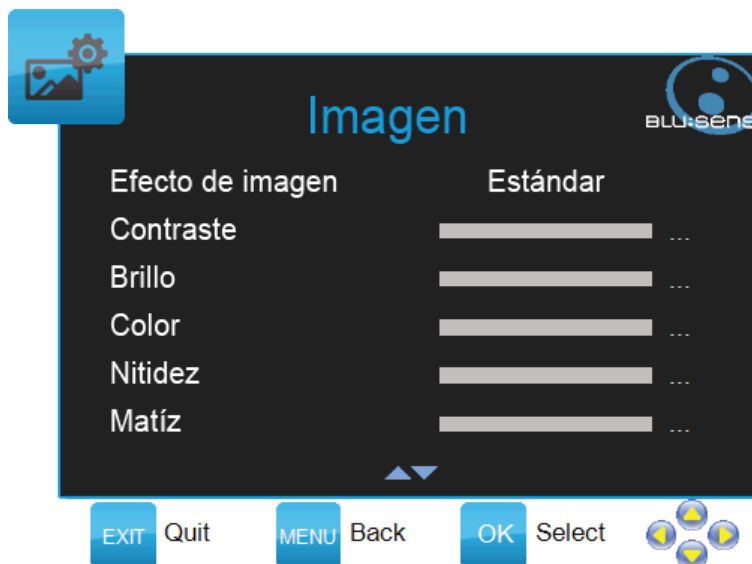 Imagen
BLU:sens
Efecto de imagen Estándar
Contraste ...
Brillo ...
Color ...
Nitidez ...
Matíz ...
EXIT Quit MENU Back OK Select